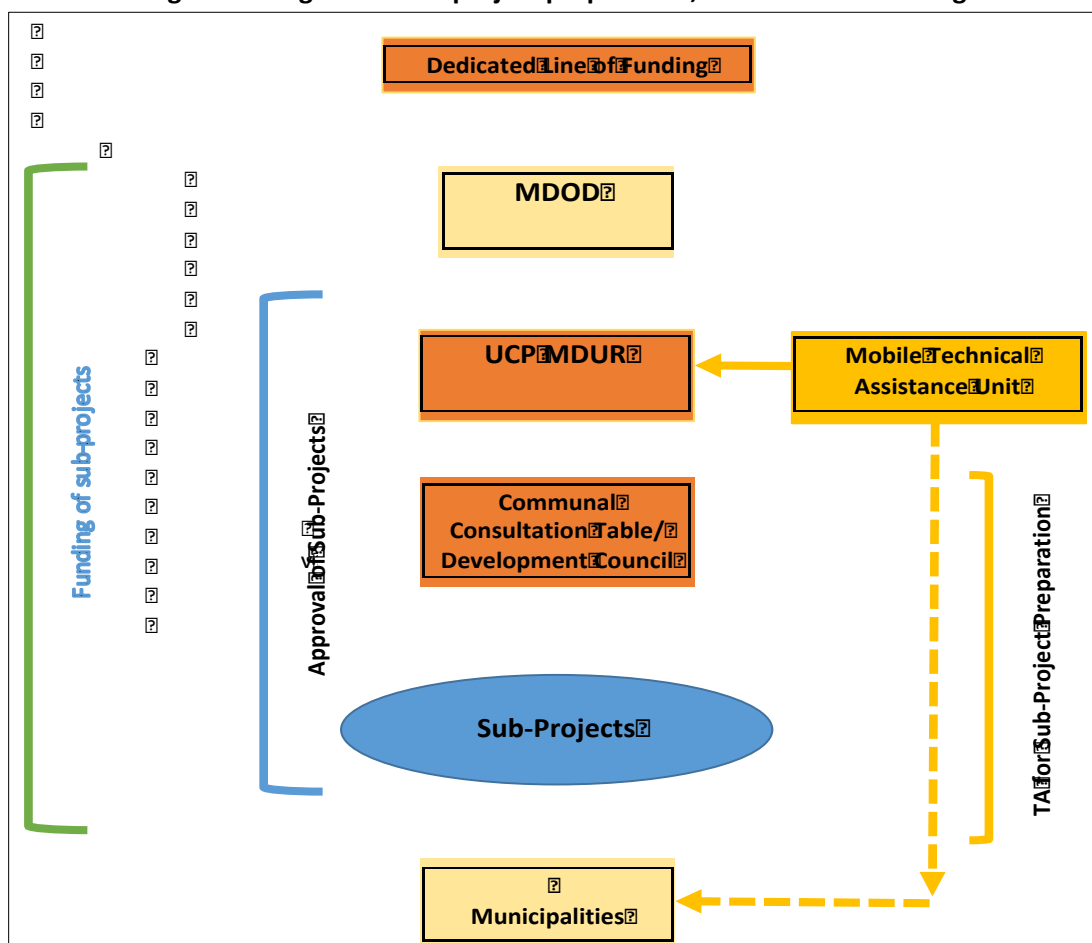 Dedicated Line of Funding
MDOD
UCP MDUR
Mobile Technical
Assistance Unit
Communal
Consultation Table/
Development Council
Funding of sub-projects
Approval of Sub-Projects
TA for Sub-Project Preparation
Sub-Projects
Municipalities